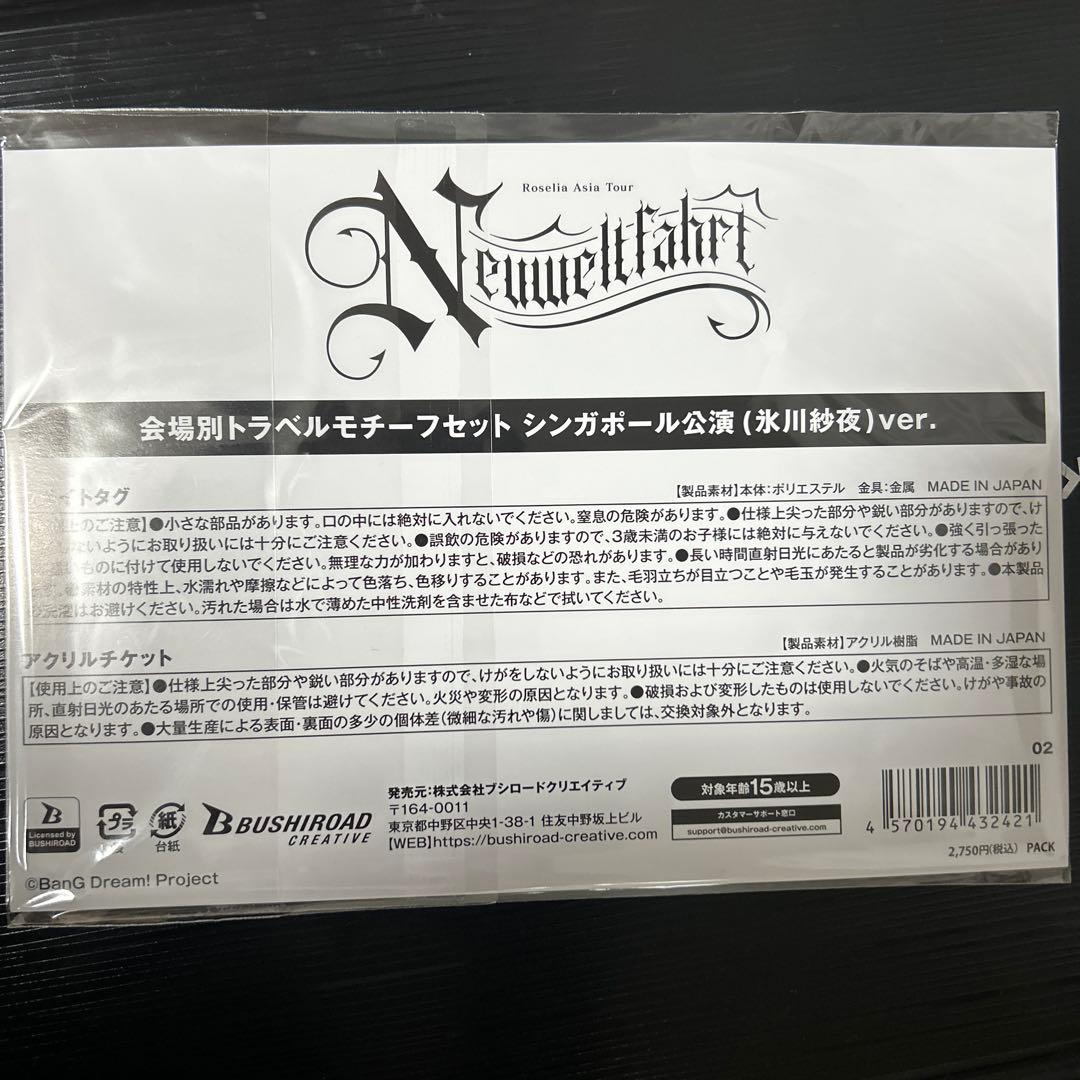 Roselia Asia Tour
Neuweltfahrt
会場別トラベルモチーフセット シンガポール公演(氷川紗夜)ver.
トタグ
【製品素材】本体:ポリエステル 金具:金属 MADE IN JAPAN
上のご注意】●小さな部品があります。口の中には絶対に入れないでください。窒息の危険があります。●仕様上尖った部分や鋭い部分がありますので、け
ないようにお取り扱いには十分にご注意ください。●誤飲の危険がありますので、3歳未満のお子様には絶対に与えないでください。●強く引っ張った
ものに付けて使用しないでください。無理な力が加わりますと、破損などの恐れがあります。●長い時間直射日光にあたると製品が劣化する場合があり
素材の特性上、水濡れや摩擦などによって色落ち、色移りすることがあります。また、毛羽立ちが目立つことや毛玉が発生することがあります。●本製品
はお避けください。汚れた場合は水で薄めた中性洗剤を含ませた布などで拭いてください。
アクリルチケット
【製品素材】アクリル樹脂 MADE IN JAPAN
【使用上のご注意】●仕様上尖った部分や鋭い部分がありますので、けがをしないようにお取り扱いには十分にご注意ください。●火気のそばや高温・多湿な場
所、直射日光のあたる場所での使用・保管は避けてください。火災や変形の原因となります。●破損および変形したものは使用しないでください。けがや事故の
原因となります。●大量生産による表面・裏面の多少の個体差(微細な汚れや傷)に関しましては、交換対象外となります。
02
B
Licensed by
BUSHIROAD
プラ
紙
台紙
BUSHIROAD
CREATIVE
発売元:株式会社ブシロードクリエイティブ
〒164-0011
東京都中野区中央1-38-1 住友中野坂上ビル
【WEB】https://bushiroad-creative.com
対象年齢15歳以上
カスタマーサポート窓口
support@bushiroad-creative.com
4 570194 432421
2,750円(税込) PACK
©BanG Dream! Project